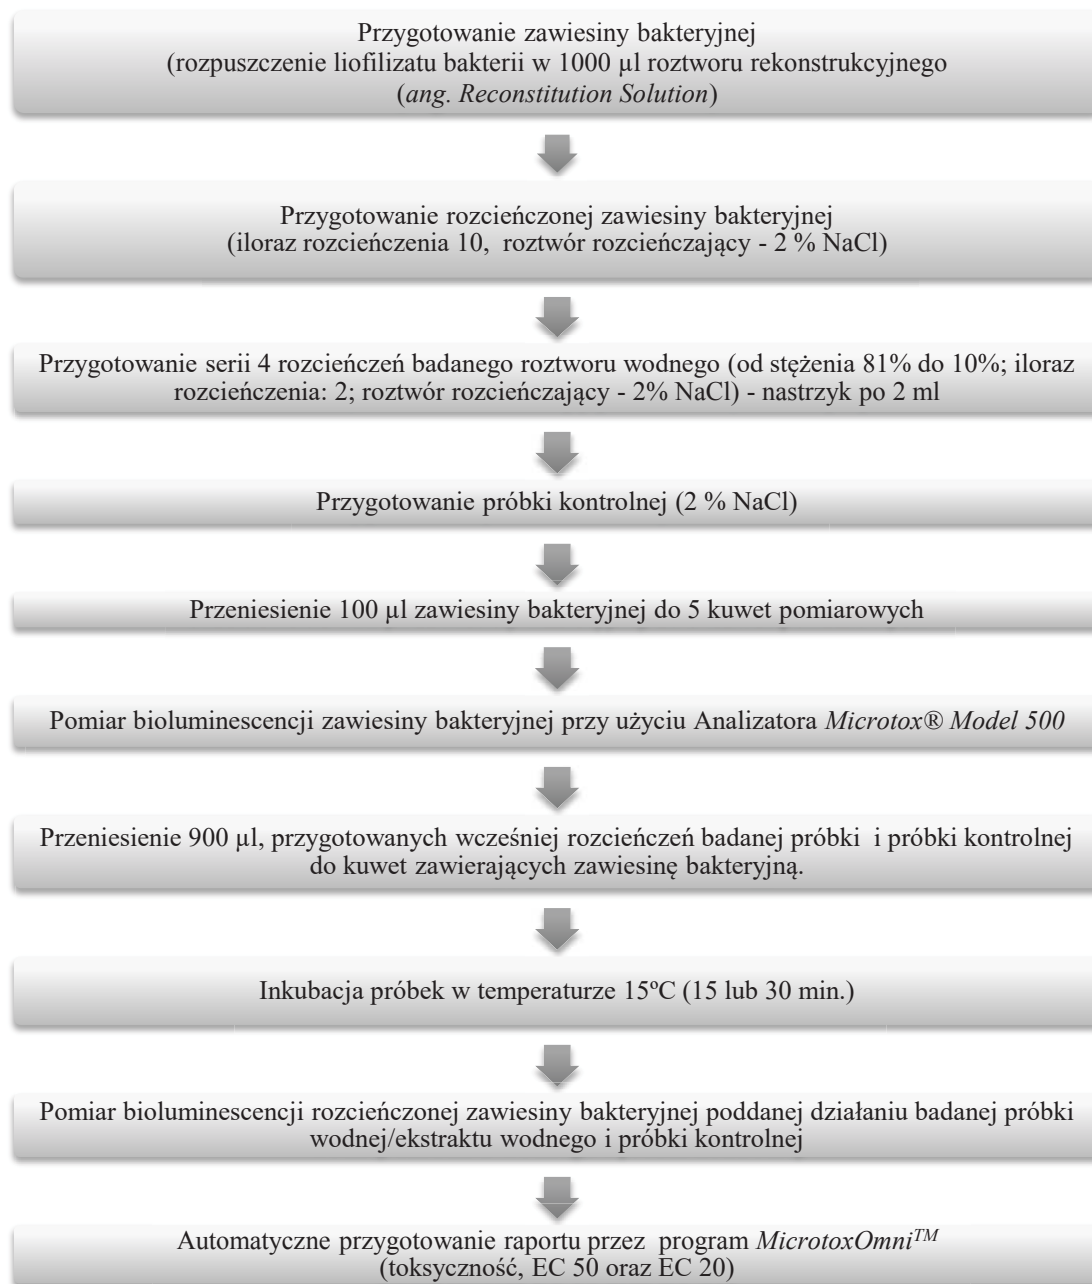 Przygotowanie zawiesiny bakteryjnej
(rozpuszczenie liofilizatu bakterii w 1000 µl roztworu rekonstrukcyjnego
(ang. Reconstitution Solution)
Przygotowanie rozcieńczonej zawiesiny bakteryjnej
(iloraz rozcieńczenia 10, roztwór rozcieńczający - 2 % NaCl)
Przygotowanie serii 4 rozcieńczeń badanego roztworu wodnego (od stężenia 81% do 10%; iloraz
rozcieńczenia: 2; roztwór rozcieńczający - 2% NaCl) - nastrzyk po 2 ml
Przygotowanie próbki kontrolnej (2 % NaCl)
Przeniesienie 100 µl zawiesiny bakteryjnej do 5 kuwet pomiarowych
Pomiar bioluminescencji zawiesiny bakteryjnej przy użyciu Analizatora Microtox® Model 500
Przeniesienie 900 µl, przygotowanych wcześniej rozcieńczeń badanej próbki i próbki kontrolnej
do kuwet zawierających zawiesinę bakteryjną.
Inkubacja próbek w temperaturze 15ºC (15 lub 30 min.)
Pomiar bioluminescencji rozcieńczonej zawiesiny bakteryjnej poddanej działaniu badanej próbki
wodnej/ekstraktu wodnego i próbki kontrolnej
Automatyczne przygotowanie raportu przez program MicrotoxOmni™
(toksyczność, EC 50 oraz EC 20)